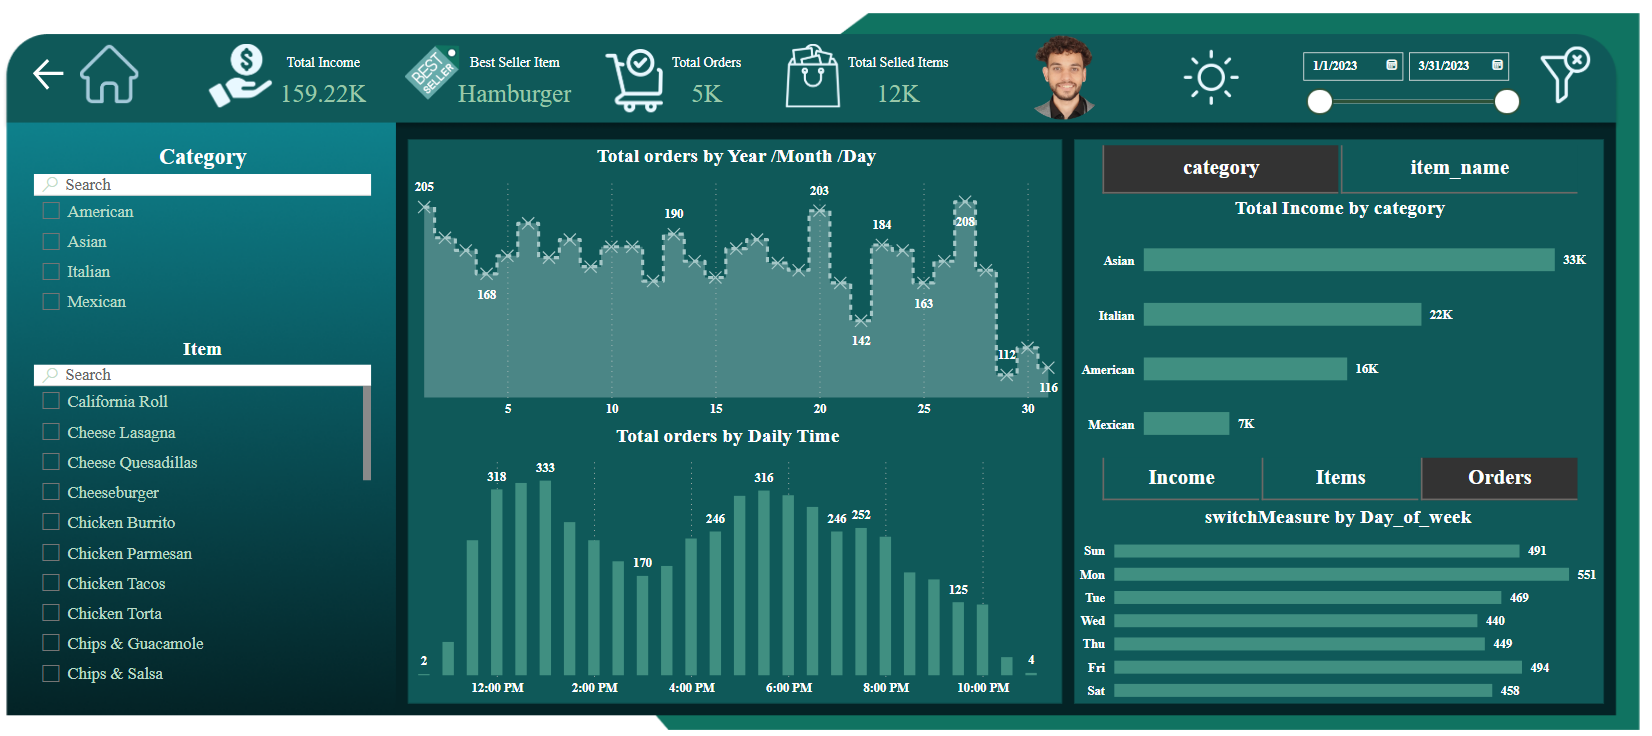 Total Income
159.22K
BEST SELLER
Best Seller Item
Hamburger
Total Orders
5K
Total Selled Items
12K
1/1/2023
3/31/2023
Category
Search
American
Asian
Italian
Mexican
Item
Search
California Roll
Cheese Lasagna
Cheese Quesadillas
Cheeseburger
Chicken Burrito
Chicken Parmesan
Chicken Tacos
Chicken Torta
Chips & Guacamole
Chips & Salsa
Total orders by Year /Month /Day
205
168
190
203
142
184
163
208
112
116
5 10 15 20 25 30
Total orders by Daily Time
2
318
333
170
246
316
246
252
125
4
12:00 PM 2:00 PM 4:00 PM 6:00 PM 8:00 PM 10:00 PM
category
item_name
Total Income by category
Asian 33K
Italian 22K
American 16K
Mexican 7K
Income
Items
Orders
switchMeasure by Day_of_week
Sun 491
Mon 551
Tue 469
Wed 440
Thu 449
Fri 494
Sat 458